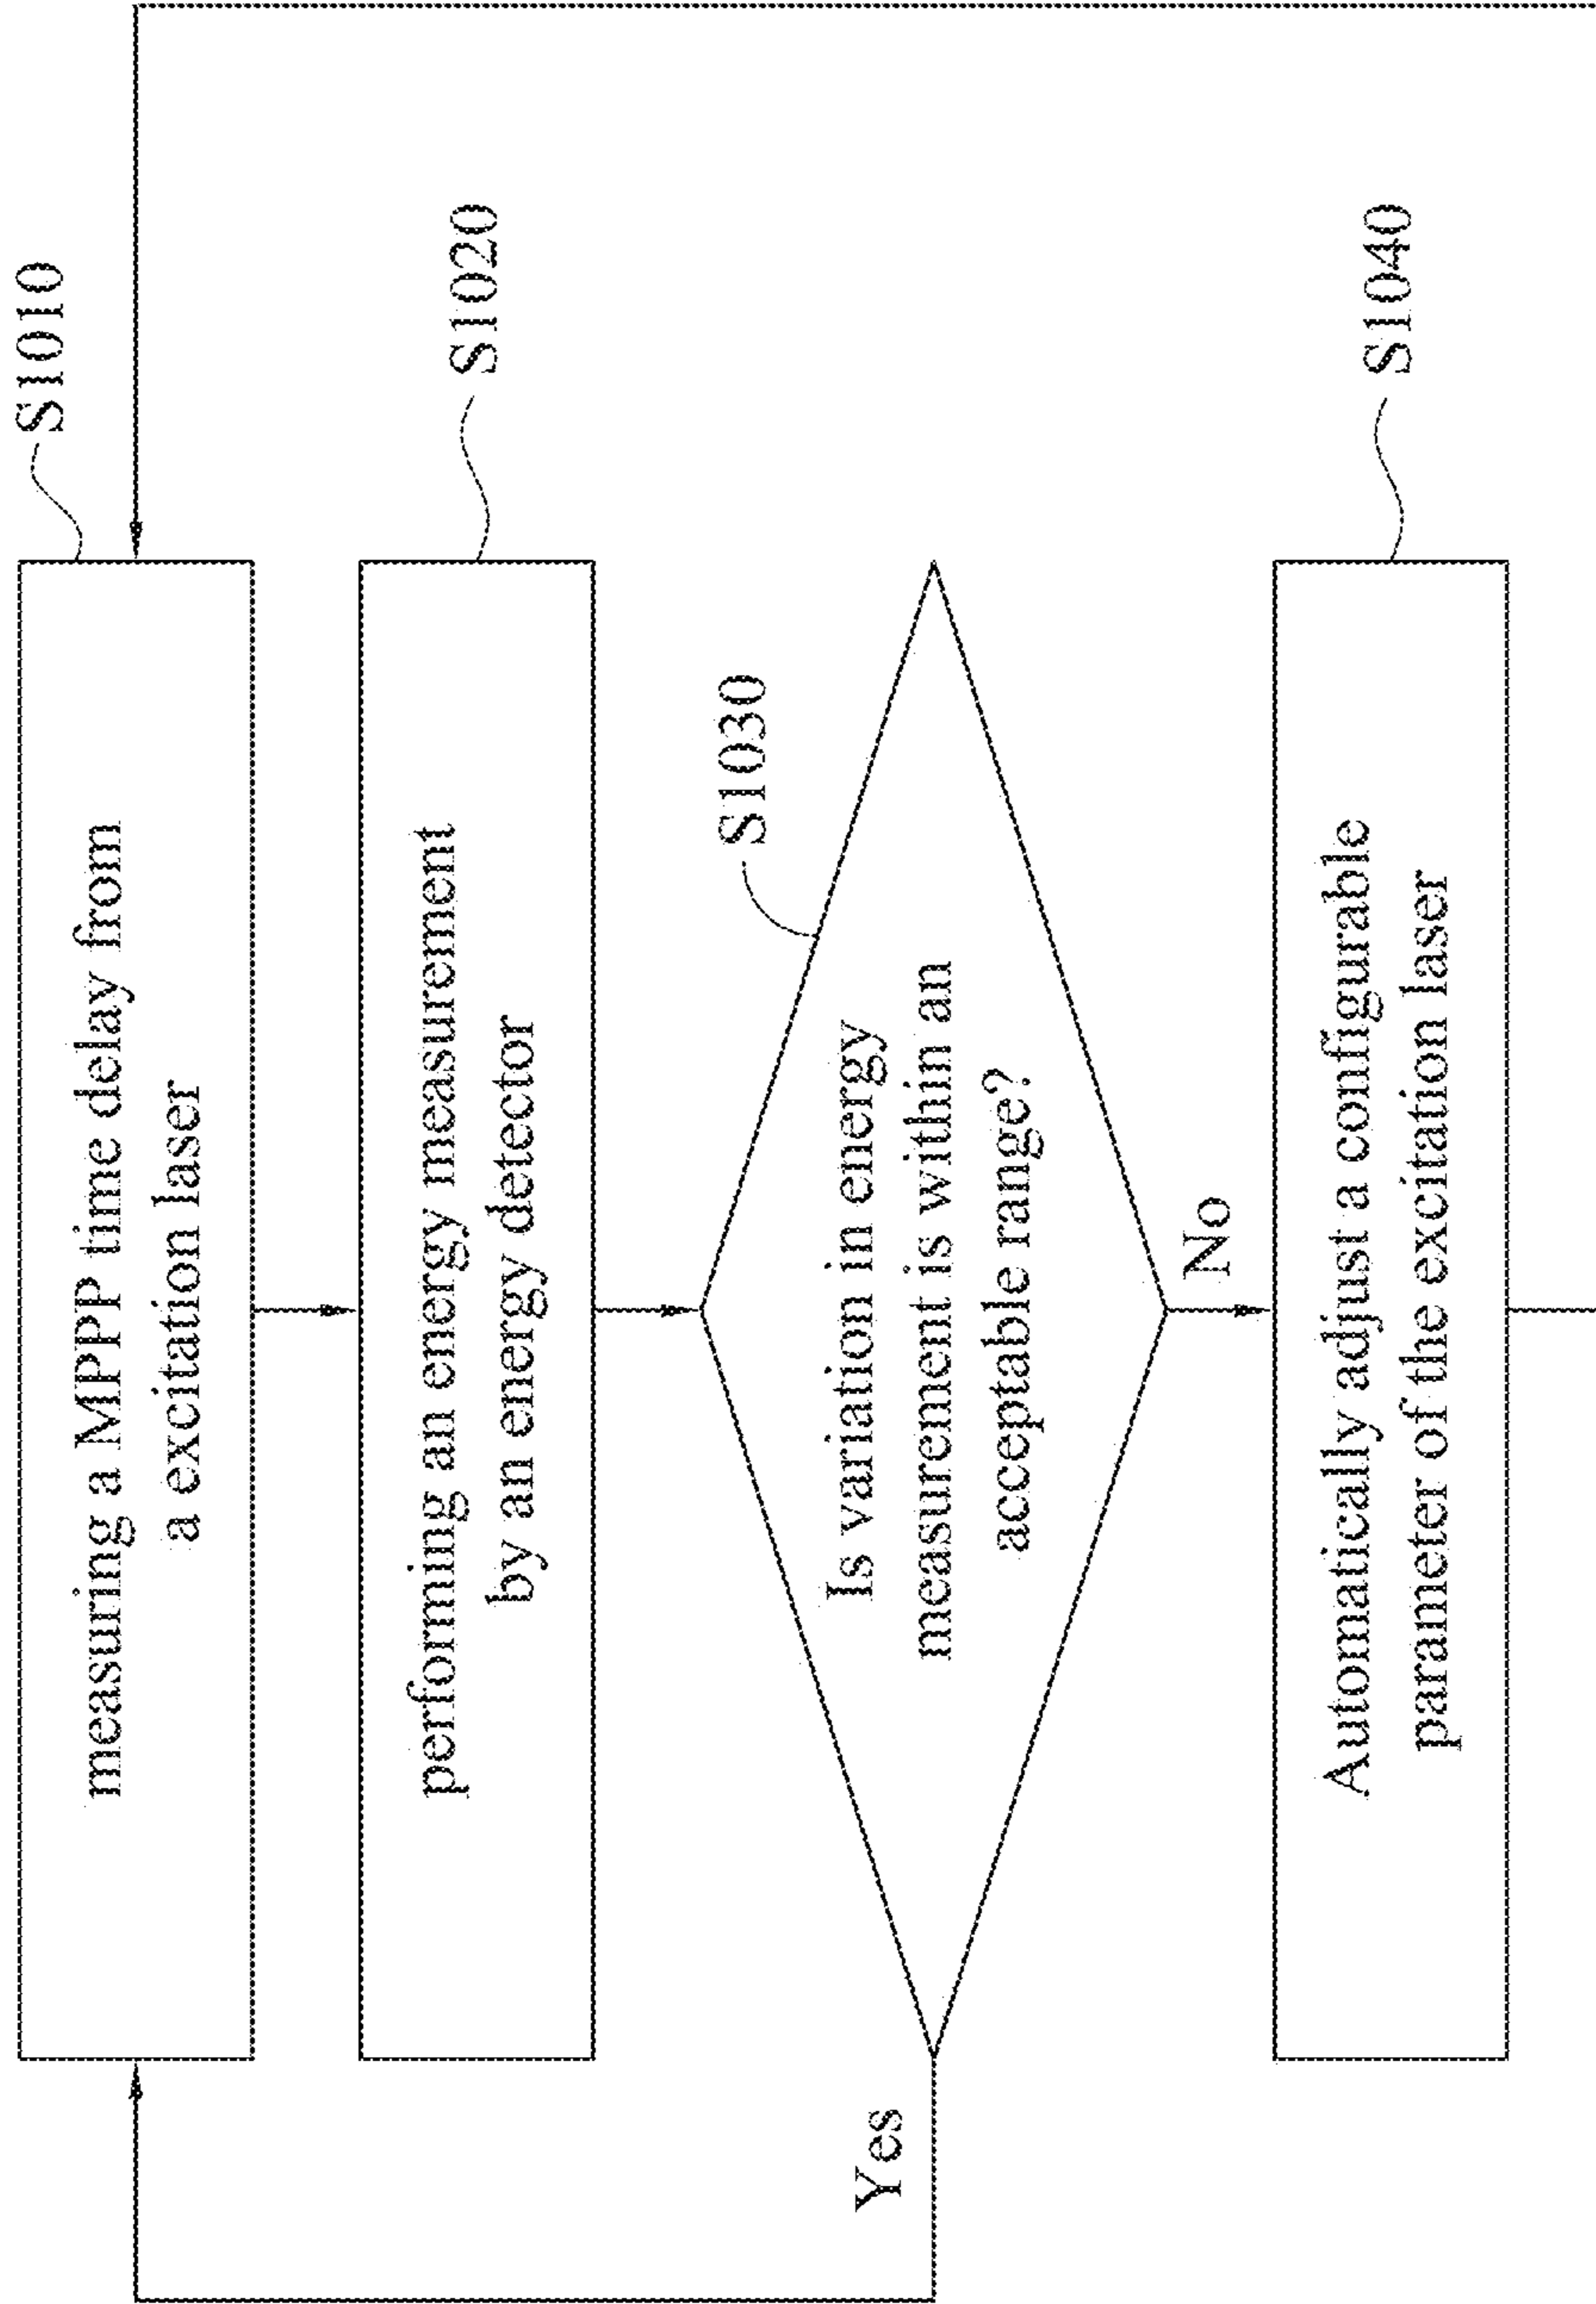 measuring a MPPP time delay from
a excitation laser
S1010
performing an energy measurement
by an energy detector
S1020
Is variation in energy
measurement is within an
acceptable range?
S1030
Yes
No
Automatically adjust a configurable
parameter of the excitation laser
S1040